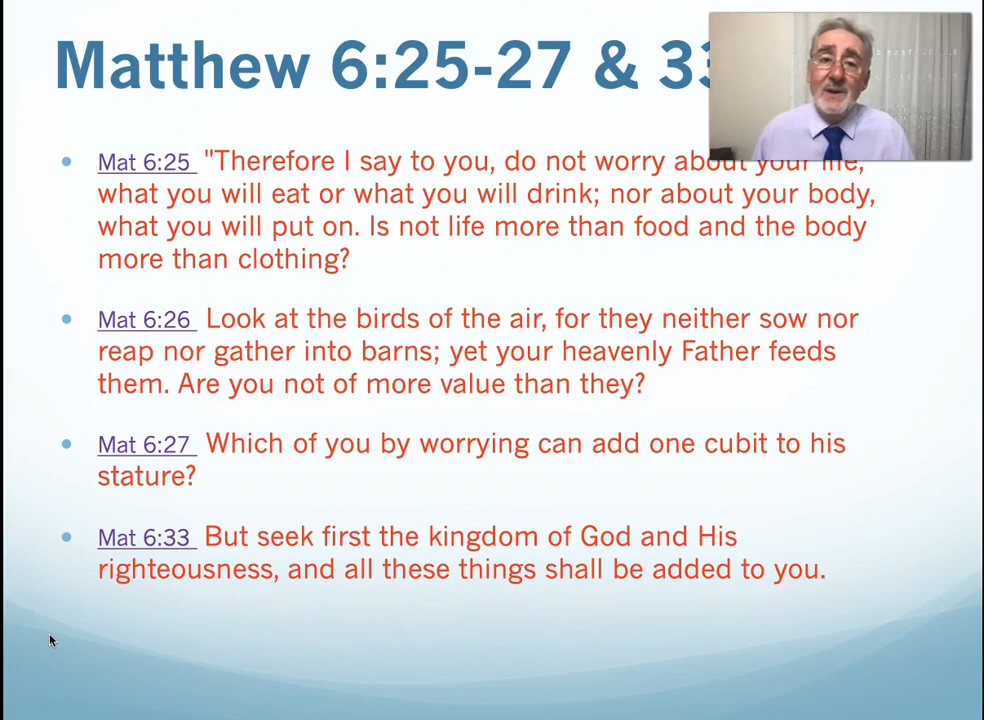 Matthew 6:25-27 & 33
Mat 6:25 "Therefore I say to you, do not worry about your life,
what you will eat or what you will drink; nor about your body,
what you will put on. Is not life more than food and the body
more than clothing?
Mat 6:26 Look at the birds of the air, for they neither sow nor
reap nor gather into barns; yet your heavenly Father feeds
them. Are you not of more value than they?
Mat 6:27 Which of you by worrying can add one cubit to his
stature?
Mat 6:33 But seek first the kingdom of God and His
righteousness, and all these things shall be added to you.